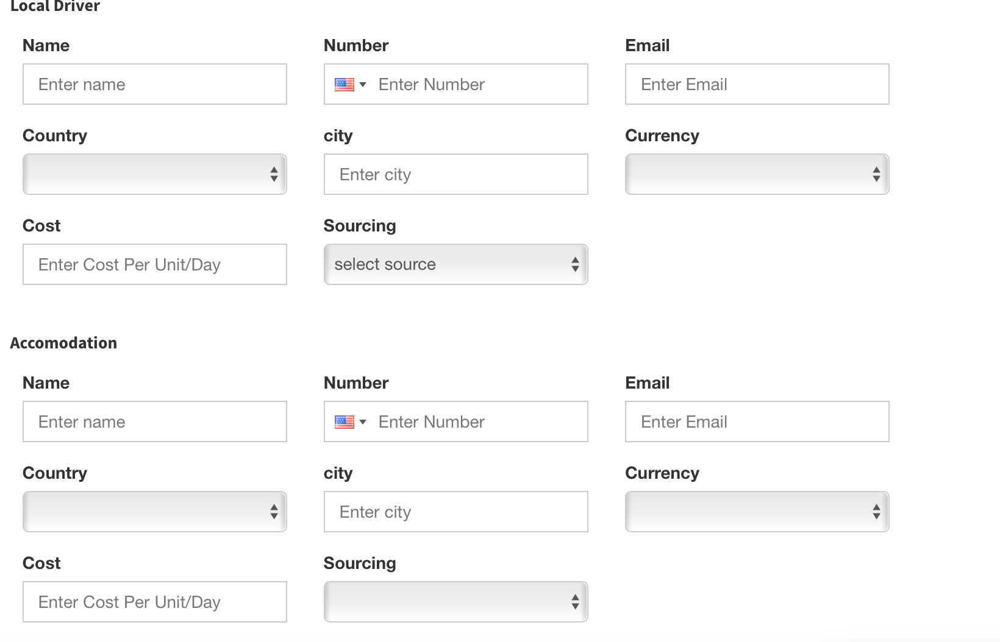 Local Driver
Name Number Email
Enter name Enter Number Enter Email
Country city Currency
Enter city
Cost Sourcing
Enter Cost Per Unit/Day select source
Accomodation
Name Number Email
Enter name Enter Number Enter Email
Country city Currency
Enter city
Cost Sourcing
Enter Cost Per Unit/Day